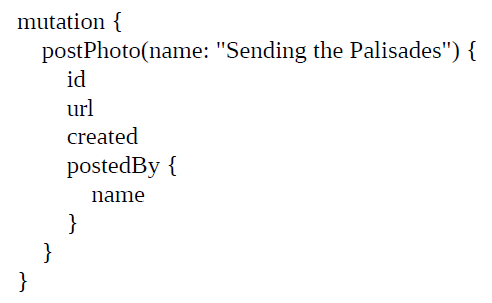 mutation {
postPhoto(name: "Sending the Palisades") {
id
url
created
postedBy {
name
}
}
}